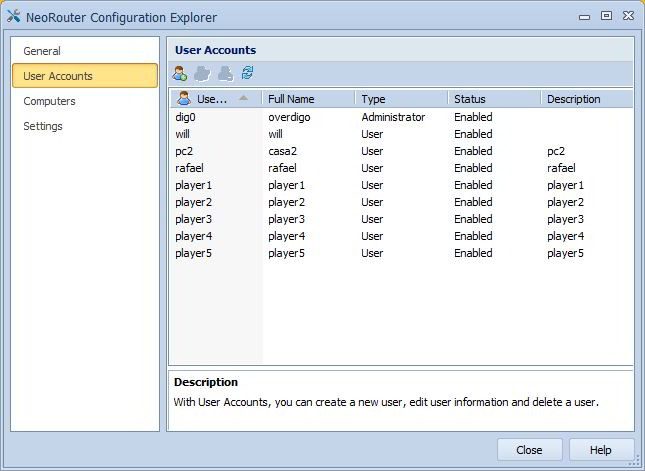 NeoRouter Configuration Explorer
General
User Accounts
Computers
Settings
User Accounts
Use... Full Name Type Status Description
dig0 overdigo Administrator Enabled
will will User Enabled
pc2 casa2 User Enabled pc2
rafael rafael User Enabled rafael
player1 player1 User Enabled player1
player2 player2 User Enabled player2
player3 player3 User Enabled player3
player4 player4 User Enabled player4
player5 player5 User Enabled player5
Description
With User Accounts, you can create a new user, edit user information and delete a user.
Close Help